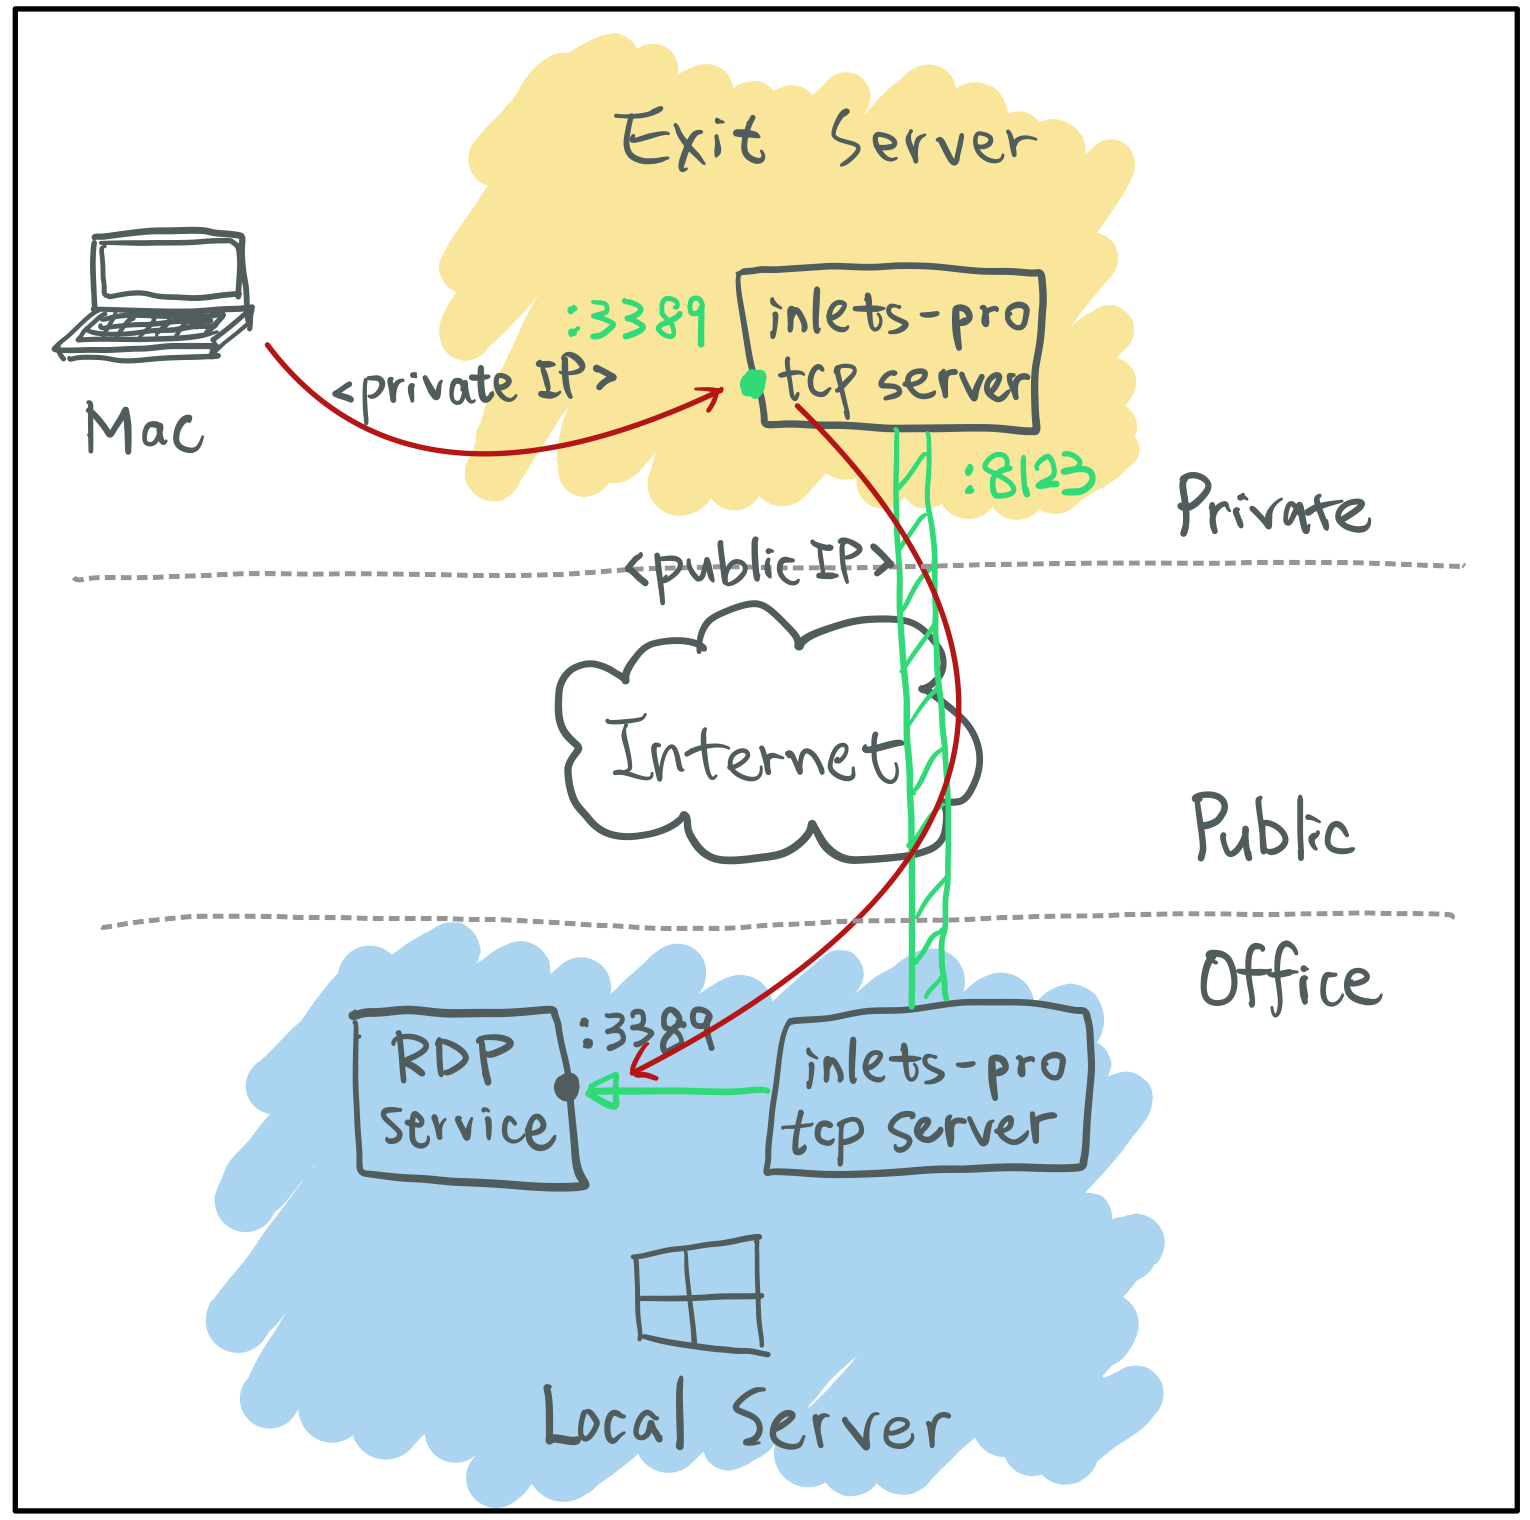 Exit Server
:3389
inlets-pro
tcp server
<private IP>
Mac
:8123
Private
<public IP>
Internet
Public
Office
:3389
RDP
service
inlets-pro
tcp server
Local Server